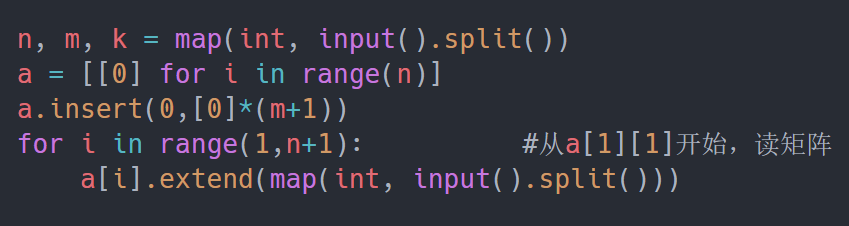 n, m, k = map(int, input().split())
a = [[0] for i in range(n)]
a.insert(0,[0]*(m+1))
for i in range(1,n+1):          #从a[1][1]开始，读矩阵
    a[i].extend(map(int, input().split()))